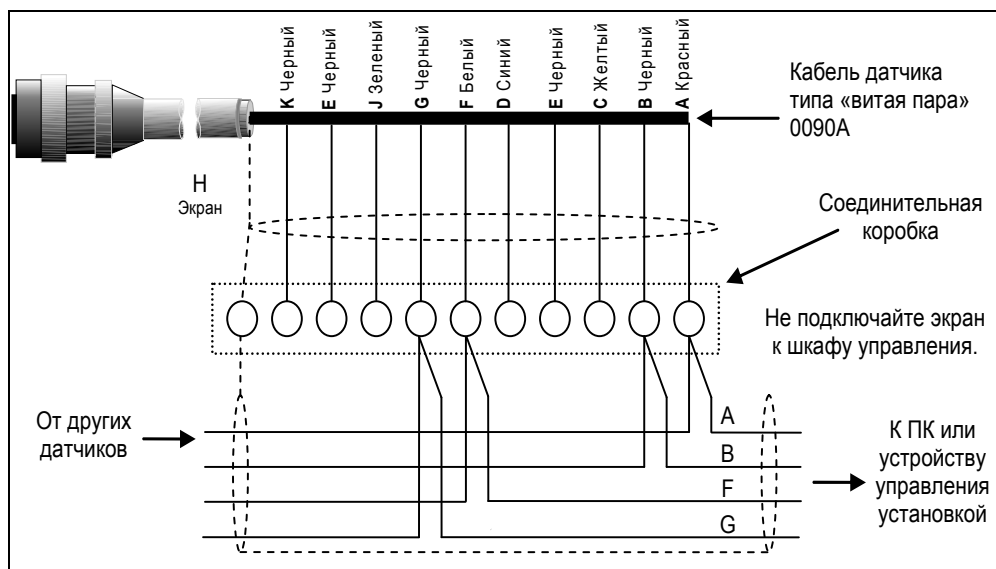 K Черный
E Черный
J Зеленый
G Черный
F Белый
D Синий
E Черный
C Желтый
B Черный
A Красный
Кабель датчика
типа «витая пара»
0090A
H
Экран
Соединительная
коробка
Не подключайте экран
к шкафу управления.
От других
датчиков
A
B
F
G
К ПК или
устройству
управления
установкой